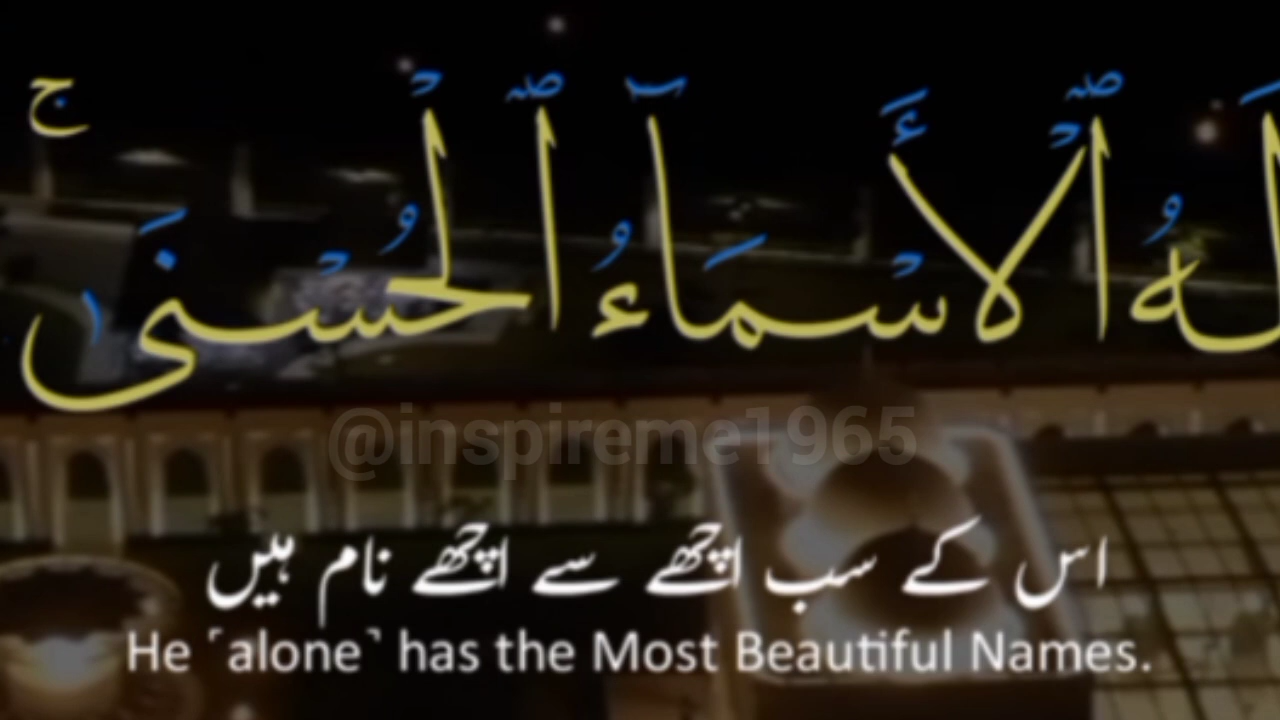 لَهُ ٱلْأَسْمَآءُ ٱلْحُسْنَىٰ ۚ
@inspireme1965
اس کے سب اچھے سے اچھے نام ہیں
He ˹alone˺ has the Most Beautiful Names.